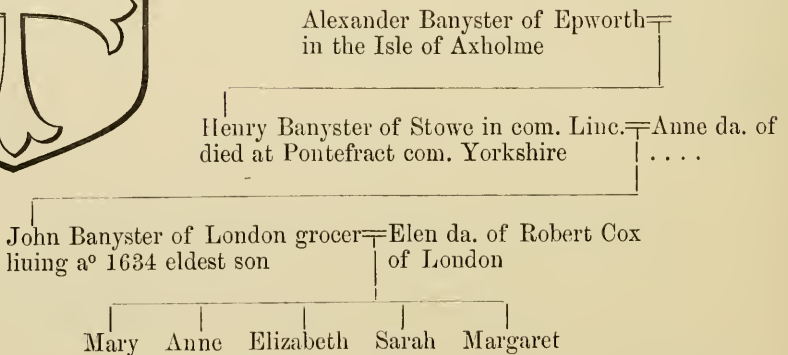 Alexander Banyster of Epworth
in the Isle of Axholme
Henry Banyster of Stowe in com. Linc. Anne da. of
died at Pontefract com. Yorkshire ....
John Banyster of London grocer Elen da. of Robert Cox
liuing aº 1634 eldest son of London
Mary Anne Elizabeth Sarah Margaret